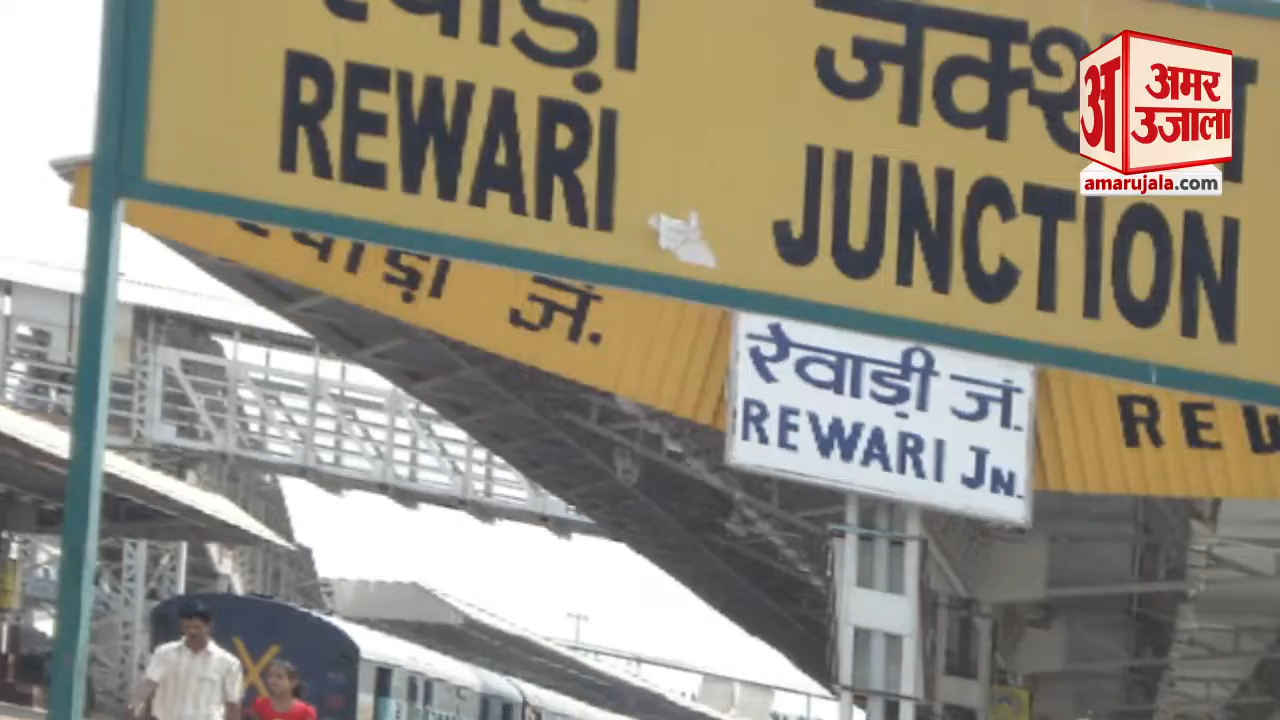 रेवाड़ी जंक्शन
REWARI JUNCTION
अ अमर
उजाला
amarujala.com
रेवाड़ी जं.
रेवाड़ी जं.
REWARI JN.
REW
X